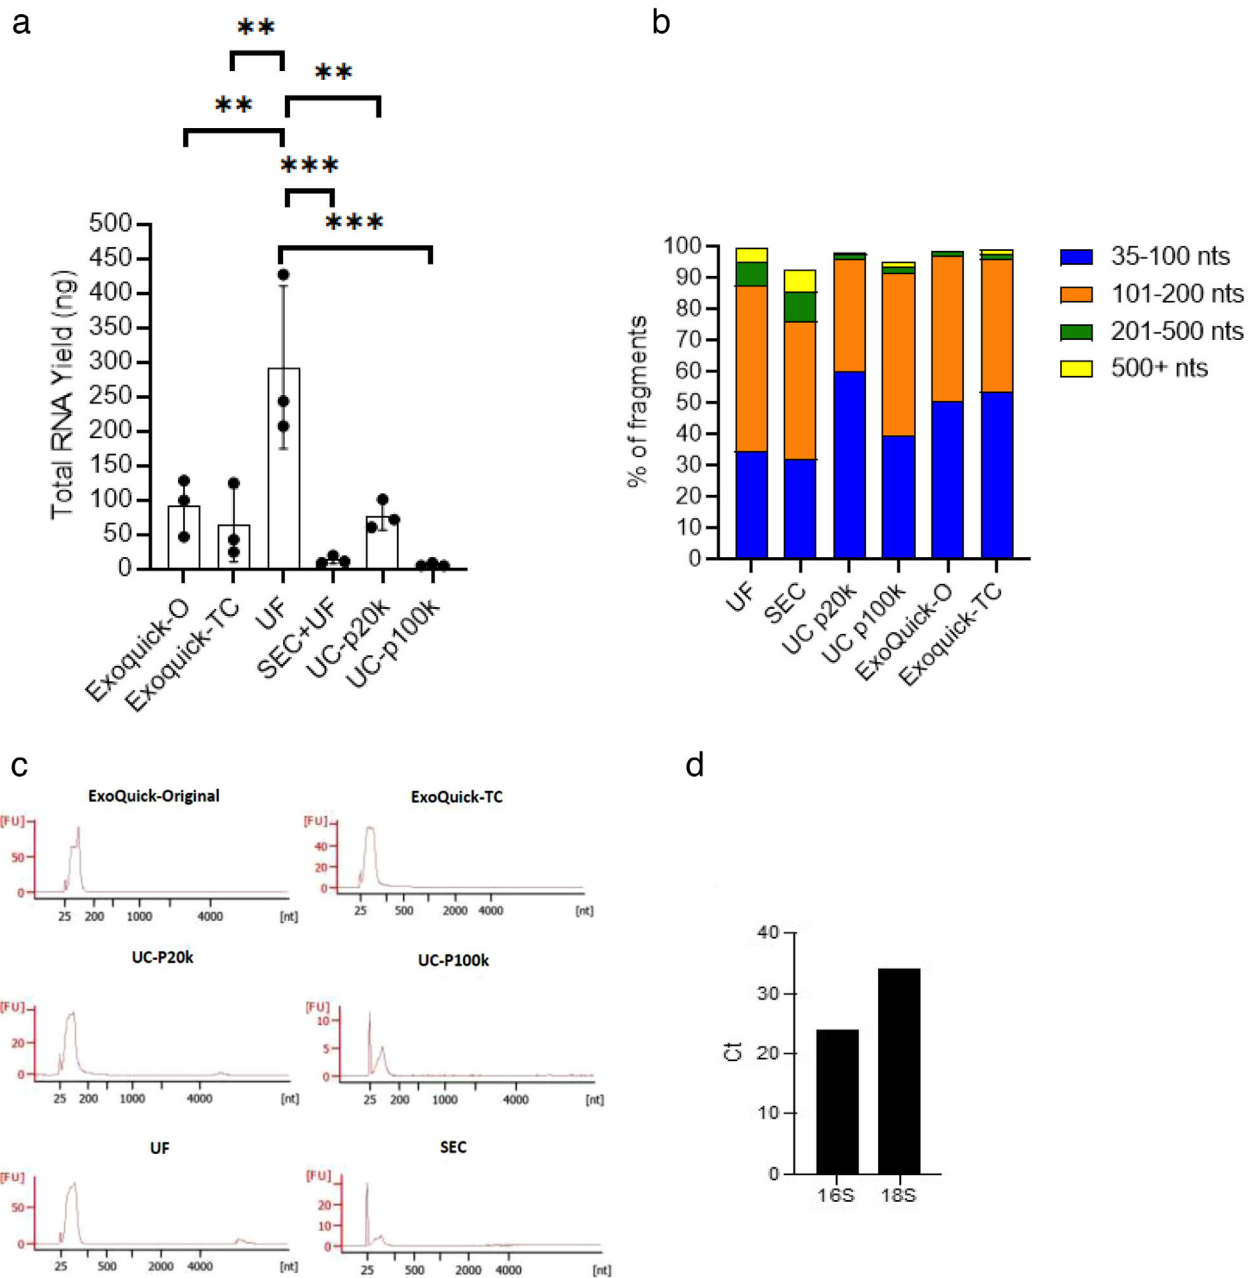 a
**
**
**
***
***
Total RNA Yield (ng)
500
450
400
350
300
250
200
150
100
50
0
Exoquick-O
Exoquick-TC
UF
SEC+UF
UC-p20k
UC-p100k
b
% of fragments
100
90
80
70
60
50
40
30
20
10
0
UF
SEC
UC p20k
UC p100k
ExoQuick-O
Exoquick-TC
35-100 nts
101-200 nts
201-500 nts
500+ nts
c
ExoQuick-Original
[FU]
50
0
25 200 1000 4000 [nt]
ExoQuick-TC
[FU]
40
20
0
25 500 2000 4000 [nt]
UC-P20k
[FU]
20
0
25 200 1000 4000 [nt]
UC-P100k
[FU]
10
5
0
25 200 1000 4000 [nt]
UF
[FU]
50
0
25 500 2000 4000 [nt]
SEC
[FU]
20
10
0
25 500 2000 4000 [nt]
d
Ct
40
30
20
10
0
16S
18S